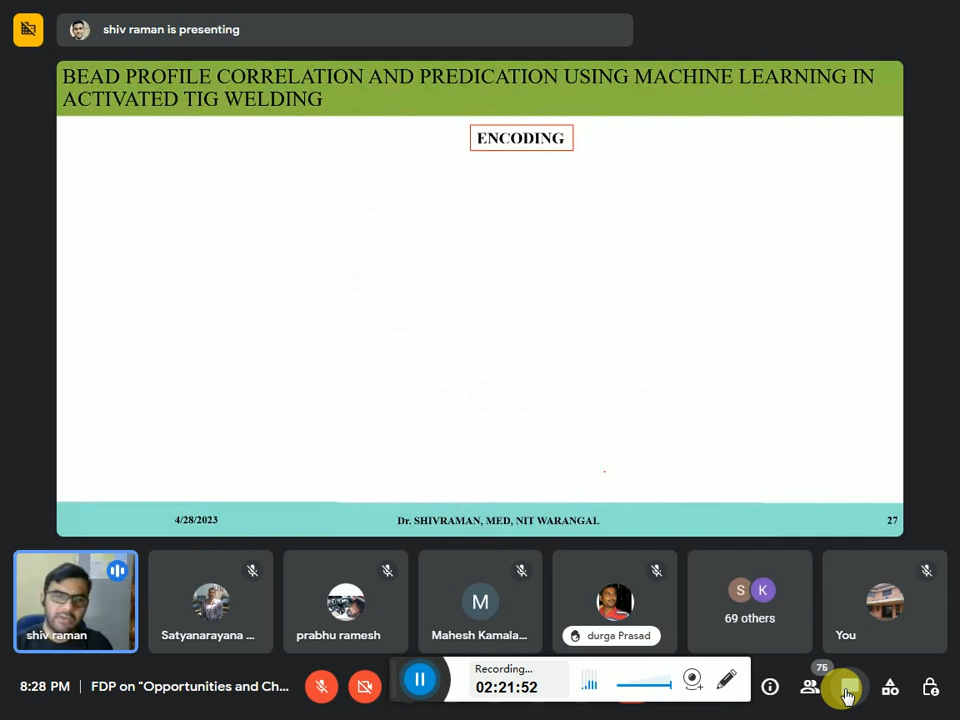 shiv raman is presenting
BEAD PROFILE CORRELATION AND PREDICATION USING MACHINE LEARNING IN
ACTIVATED TIG WELDING
ENCODING
4/28/2023
Dr. SHIVRAMAN, MED, NIT WARANGAL
27
shiv raman
Satyanarayana ...
prabhu ramesh
M
Mahesh Kamala...
durga Prasad
S K
69 others
You
8:28 PM
FDP on "Opportunities and Ch...
Recording...
02:21:52
75